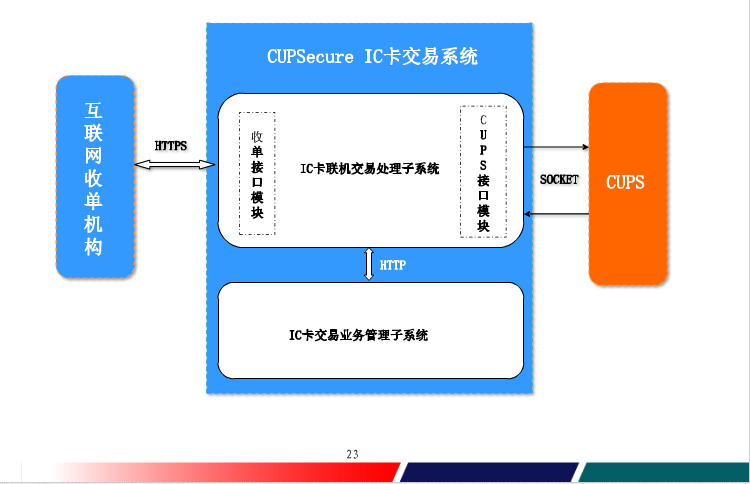 CUPSecure IC卡交易系统
互联网收单机构
HTTPS
收单接口模块
IC卡联机交易处理子系统
CUPS接口模块
SOCKET
CUPS
HTTP
IC卡交易业务管理子系统
23